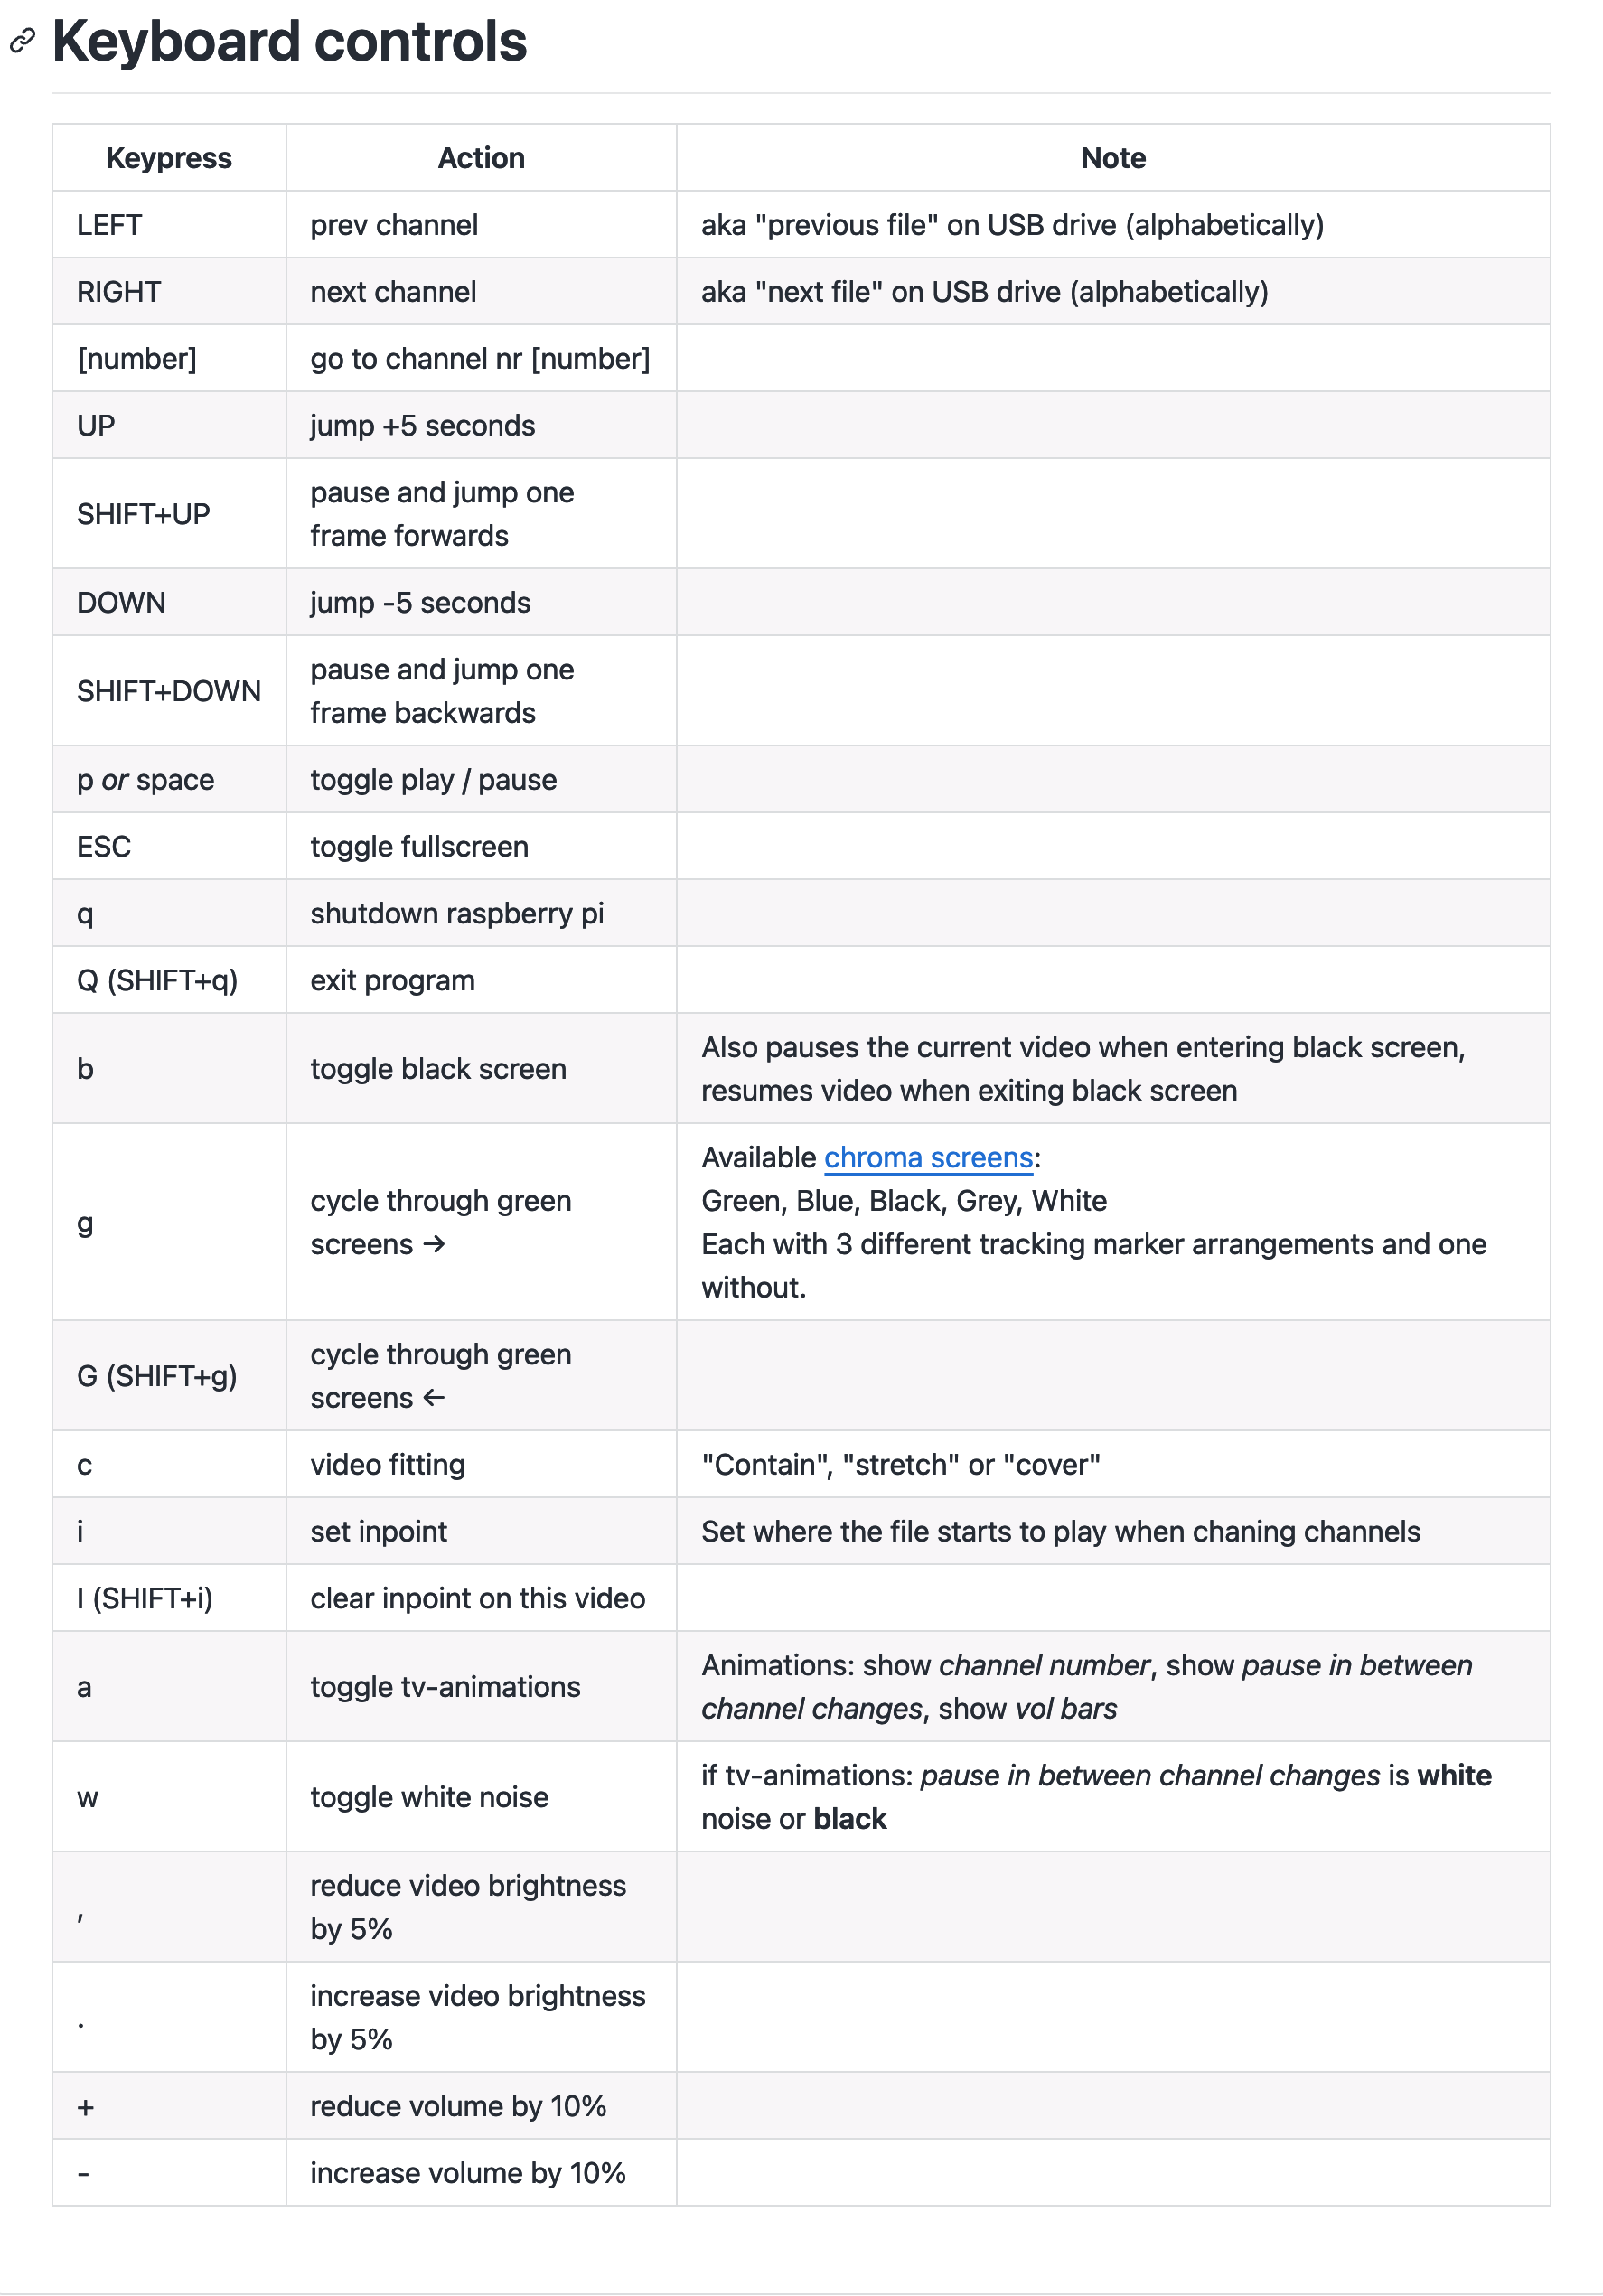 Keyboard controls
Keypress Action Note
LEFT prev channel aka "previous file" on USB drive (alphabetically)
RIGHT next channel aka "next file" on USB drive (alphabetically)
[number] go to channel nr [number]
UP jump +5 seconds
SHIFT+UP pause and jump one
frame forwards
DOWN jump -5 seconds
SHIFT+DOWN pause and jump one
frame backwards
p or space toggle play / pause
ESC toggle fullscreen
q shutdown raspberry pi
Q (SHIFT+q) exit program
b toggle black screen Also pauses the current video when entering black screen,
resumes video when exiting black screen
g cycle through green
screens →
Available chroma screens:
Green, Blue, Black, Grey, White
Each with 3 different tracking marker arrangements and one
without.
G (SHIFT+g) cycle through green
screens ←
c video fitting "Contain", "stretch" or "cover"
i set inpoint Set where the file starts to play when chaning channels
I (SHIFT+i) clear inpoint on this video
a toggle tv-animations Animations: show channel number, show pause in between
channel changes, show vol bars
w toggle white noise if tv-animations: pause in between channel changes is white
noise or black
, reduce video brightness
by 5%
. increase video brightness
by 5%
+ reduce volume by 10%
- increase volume by 10%